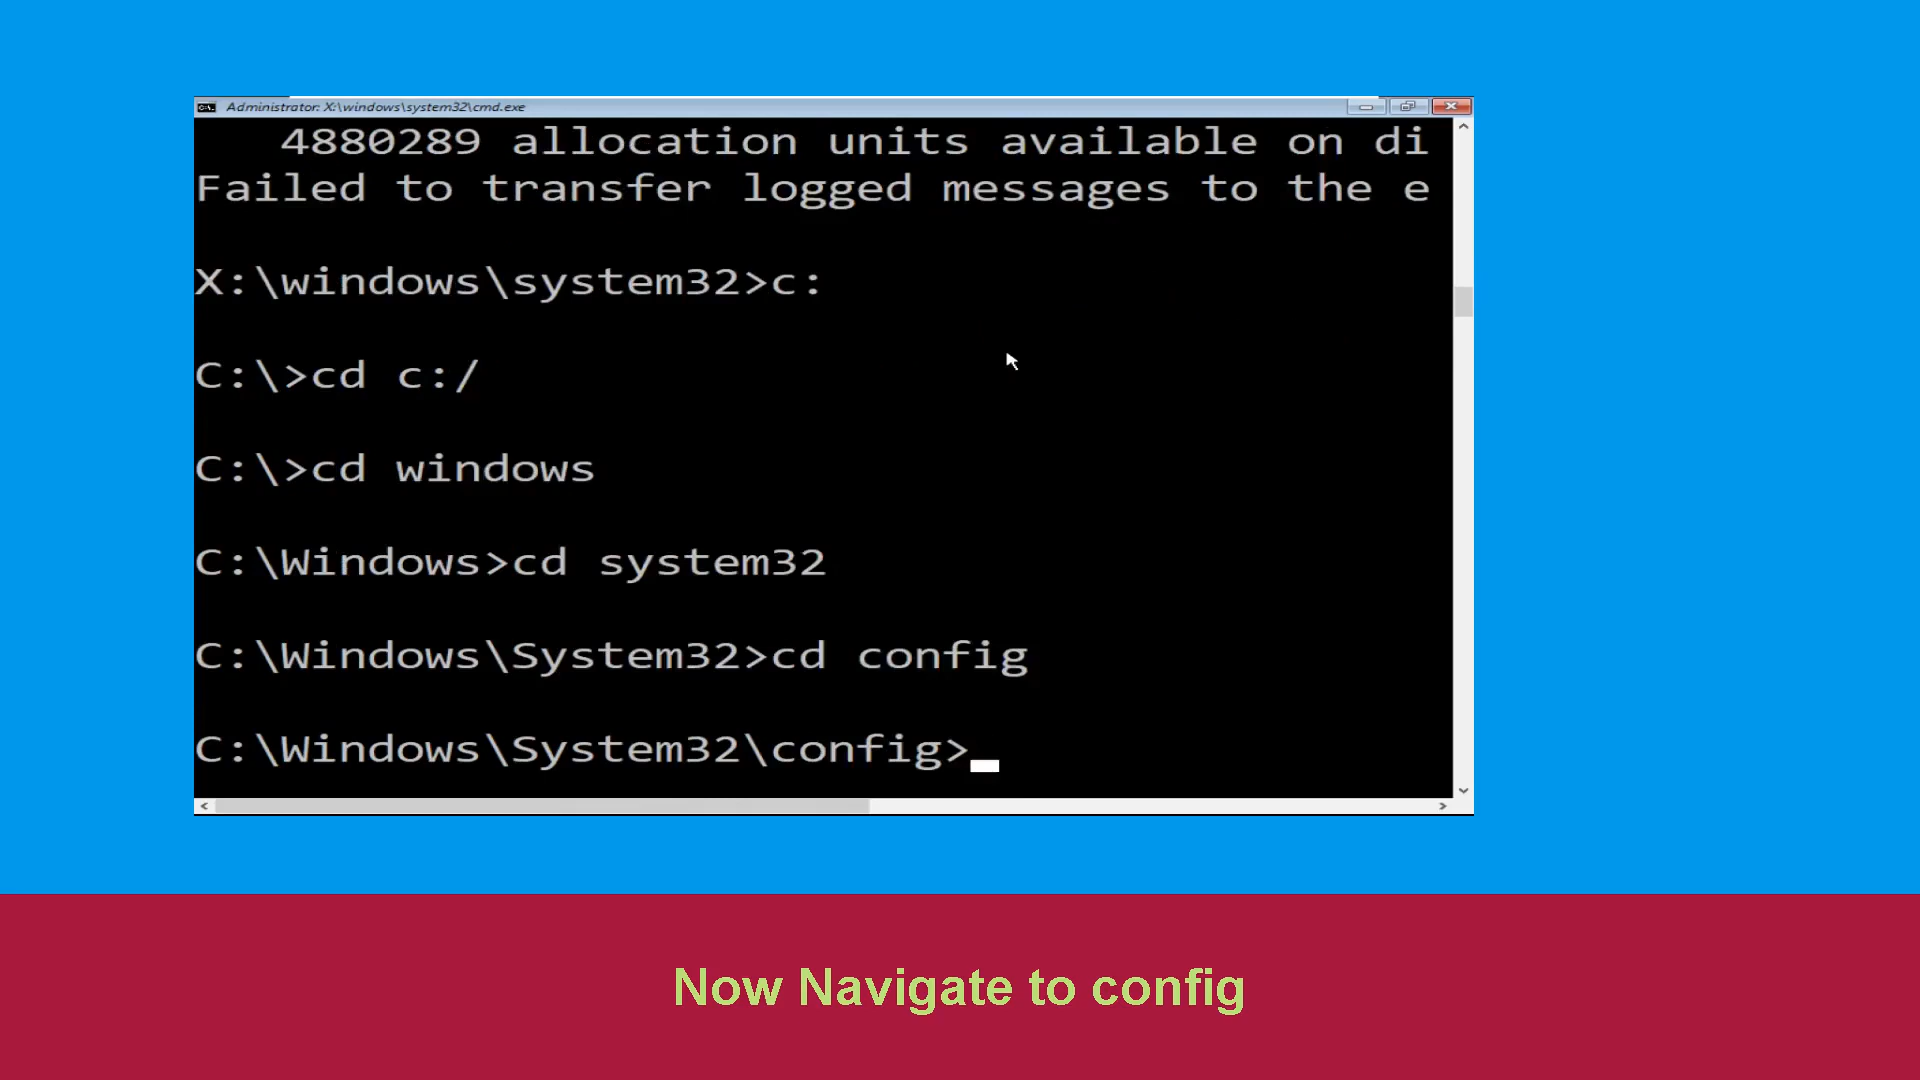 Administrator: X:\windows\system32\cmd.exe
4880289 allocation units available on di
Failed to transfer logged messages to the e
X:\windows\system32>c:
C:\>cd c:/
C:\>cd windows
C:\Windows>cd system32
C:\Windows\System32>cd config
C:\Windows\System32\config>
Now Navigate to config